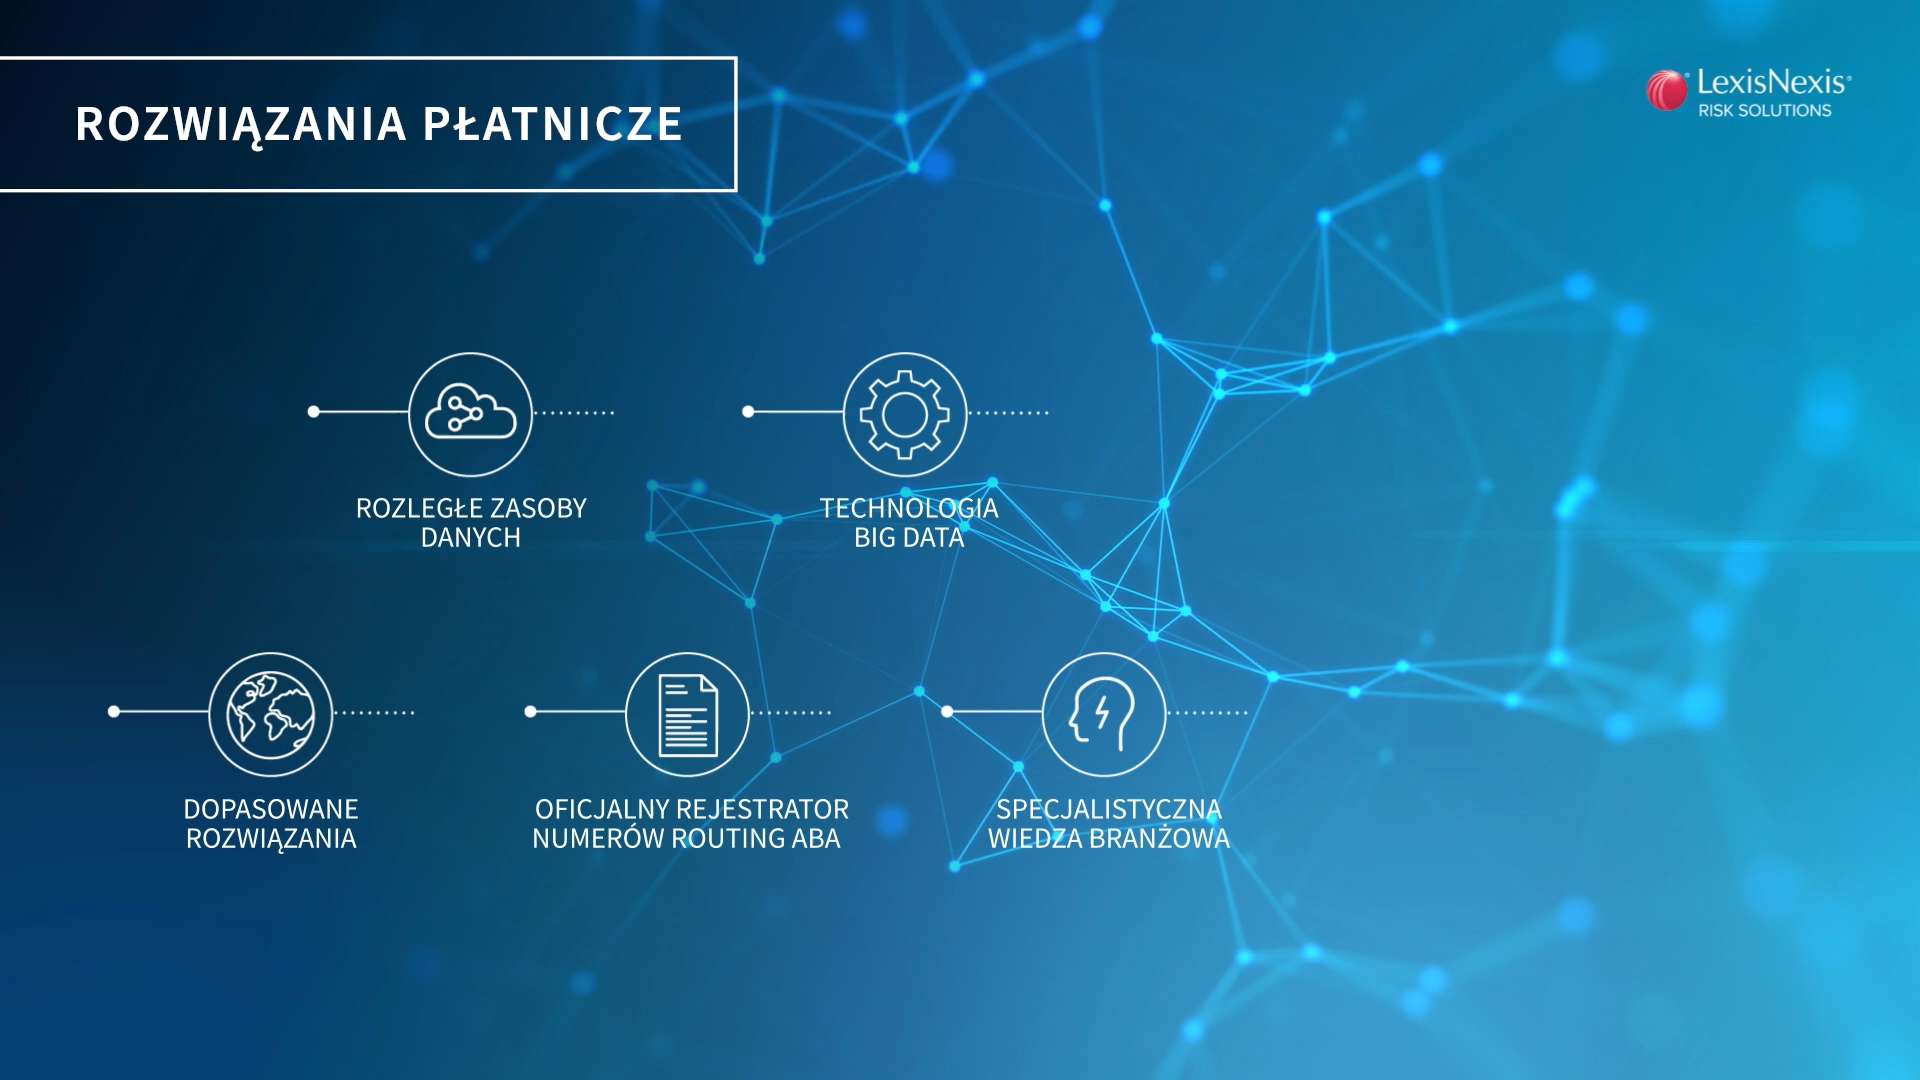 ROZWIĄZANIA PŁATNICZE
LexisNexis®
RISK SOLUTIONS
ROZLEGŁE ZASOBY
DANYCH
TECHNOLOGIA
BIG DATA
DOPASOWANE
ROZWIĄZANIA
OFICJALNY REJESTRATOR
NUMERÓW ROUTING ABA
SPECJALISTYCZNA
WIEDZA BRANŻOWA